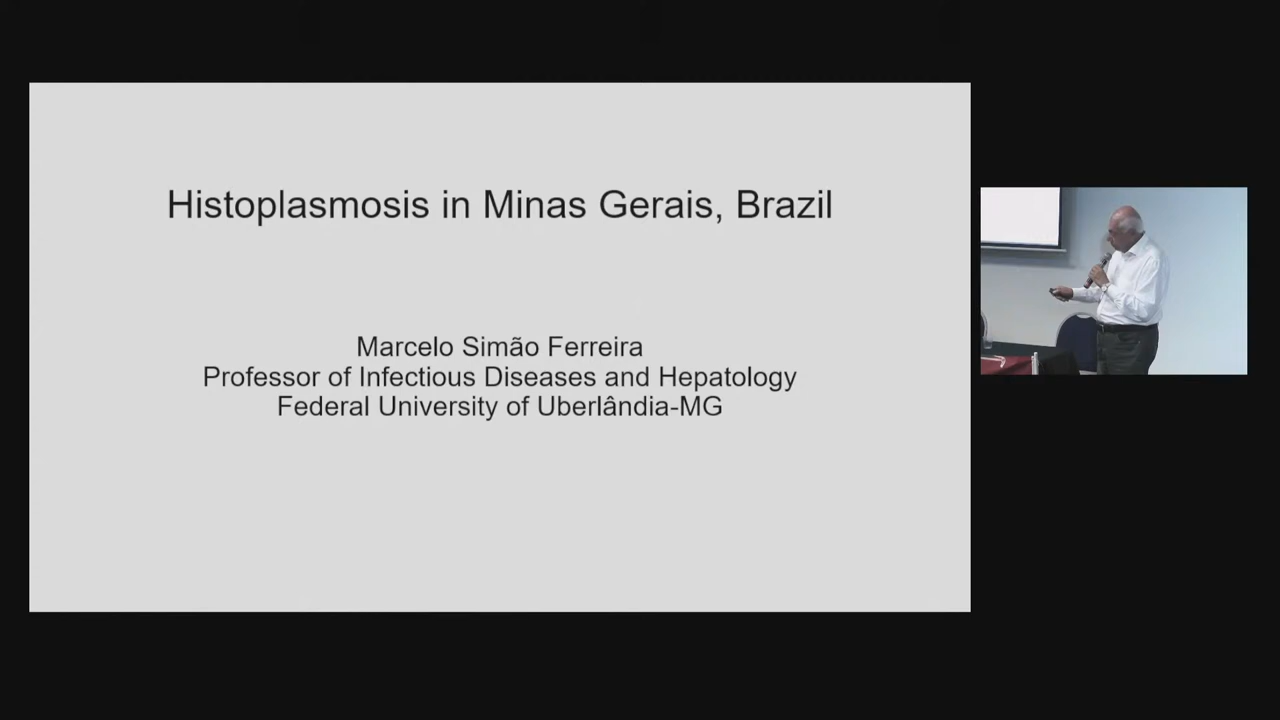 Histoplasmosis in Minas Gerais, Brazil
Marcelo Simão Ferreira
Professor of Infectious Diseases and Hepatology
Federal University of Uberlândia-MG